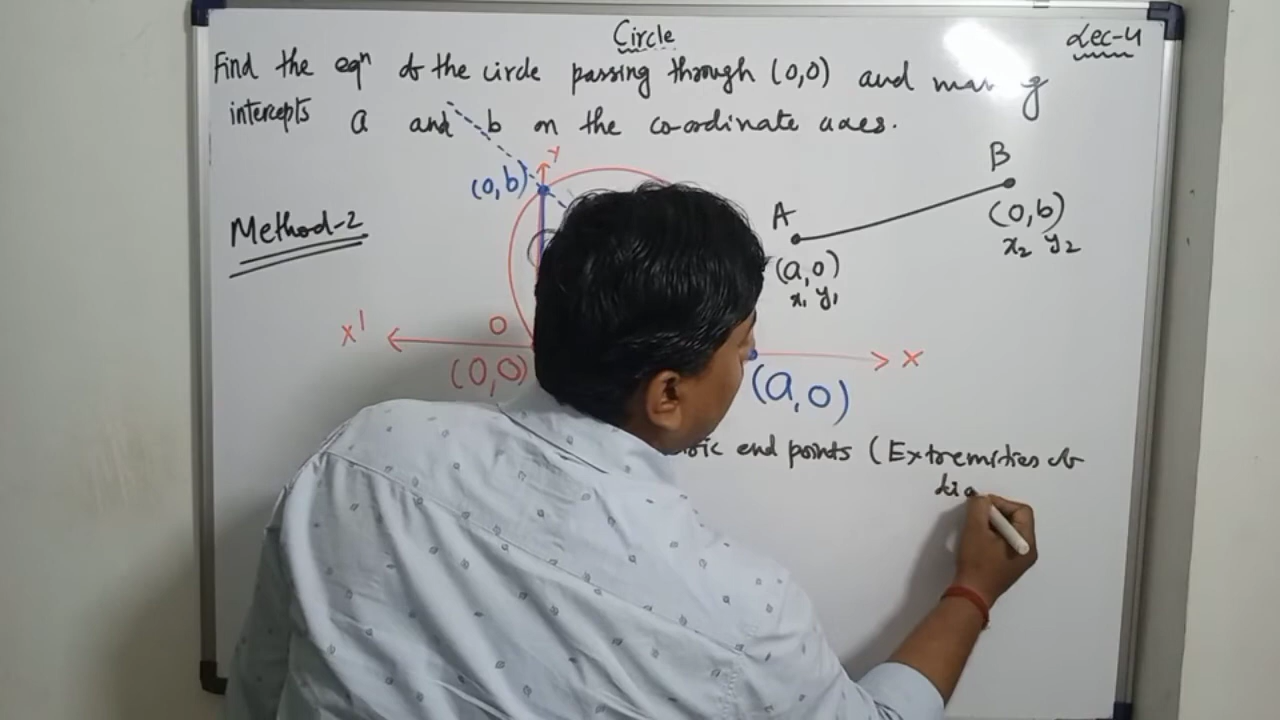 Circle
Lec-4
Find the eqn of the circle passing through (0,0) and
intercepts a and b on the co-ordinate axes.
Method-2
Y
(0,b)
A
(a,0)
x1 y1
B
(0,b)
x2 y2
X'
O
(0,0)
X
(a,0)
end points (Extremities of
dia